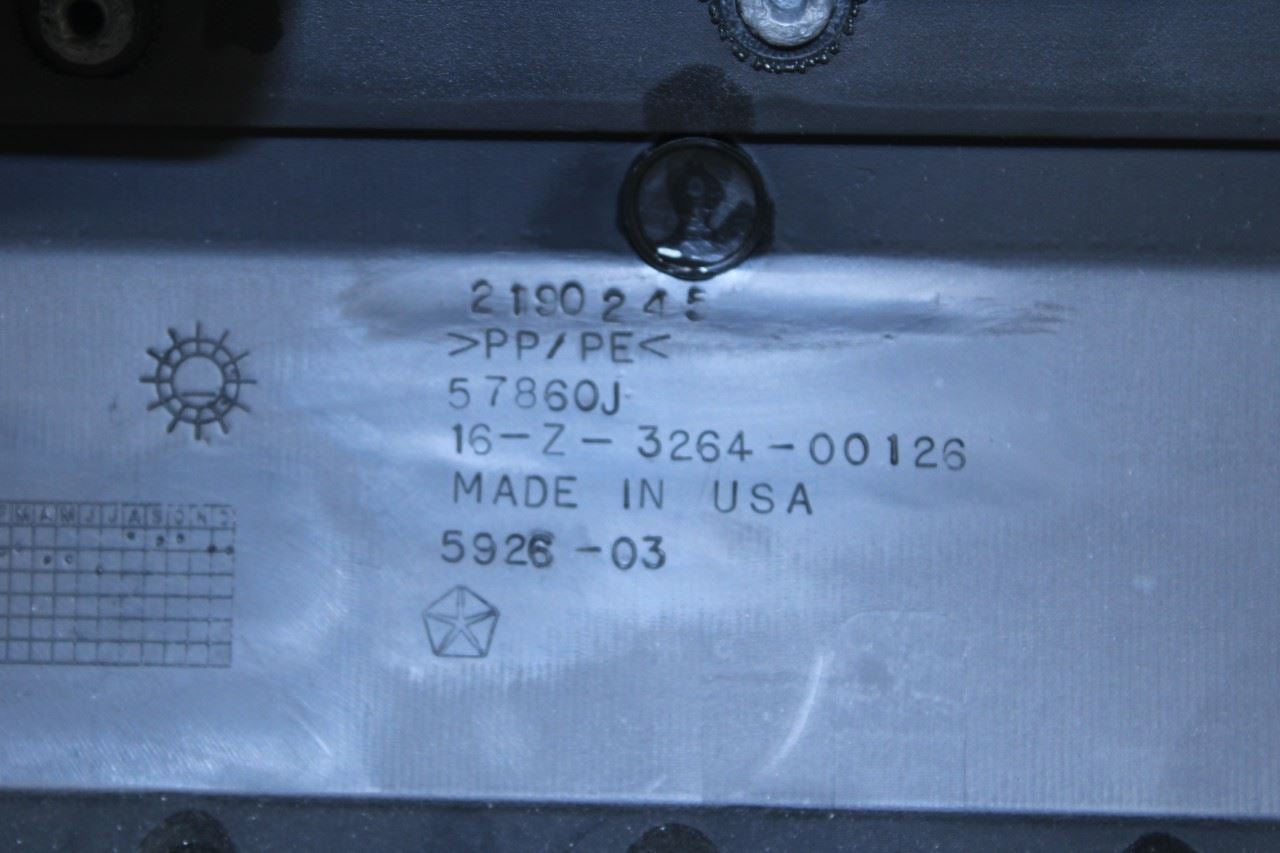 2190245
>PP/PE<
57860J
16-Z-3264-00126
MADE IN USA
5926-03
F M A M J J A S O N D